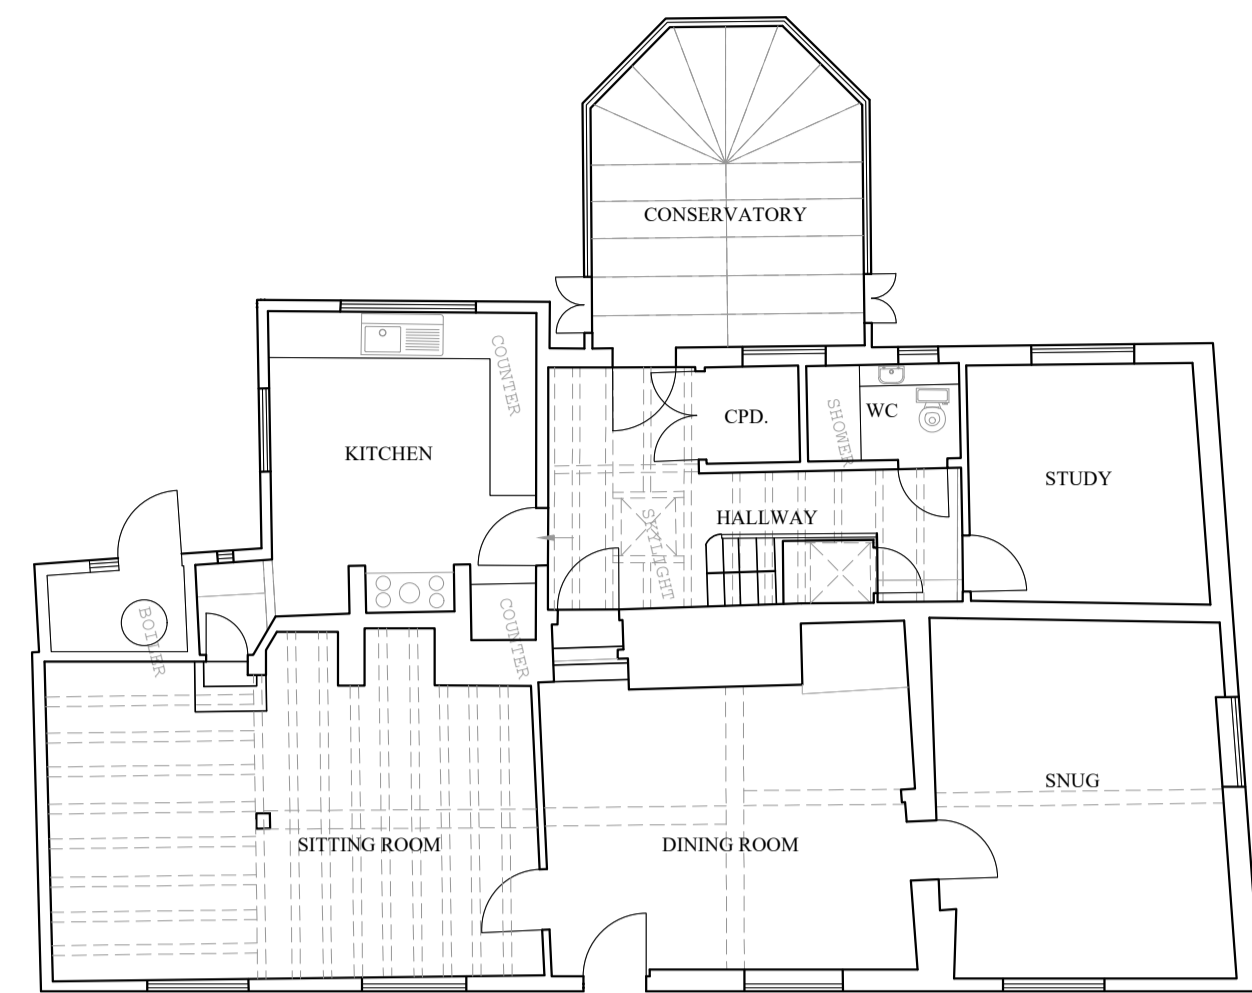 CONSERVATORY
COUNTER
CPD.
SHOWER
WC
KITCHEN
STUDY
HALLWAY
SKYLIGHT
BOILER
COUNTER
SNUG
SITTING ROOM
DINING ROOM